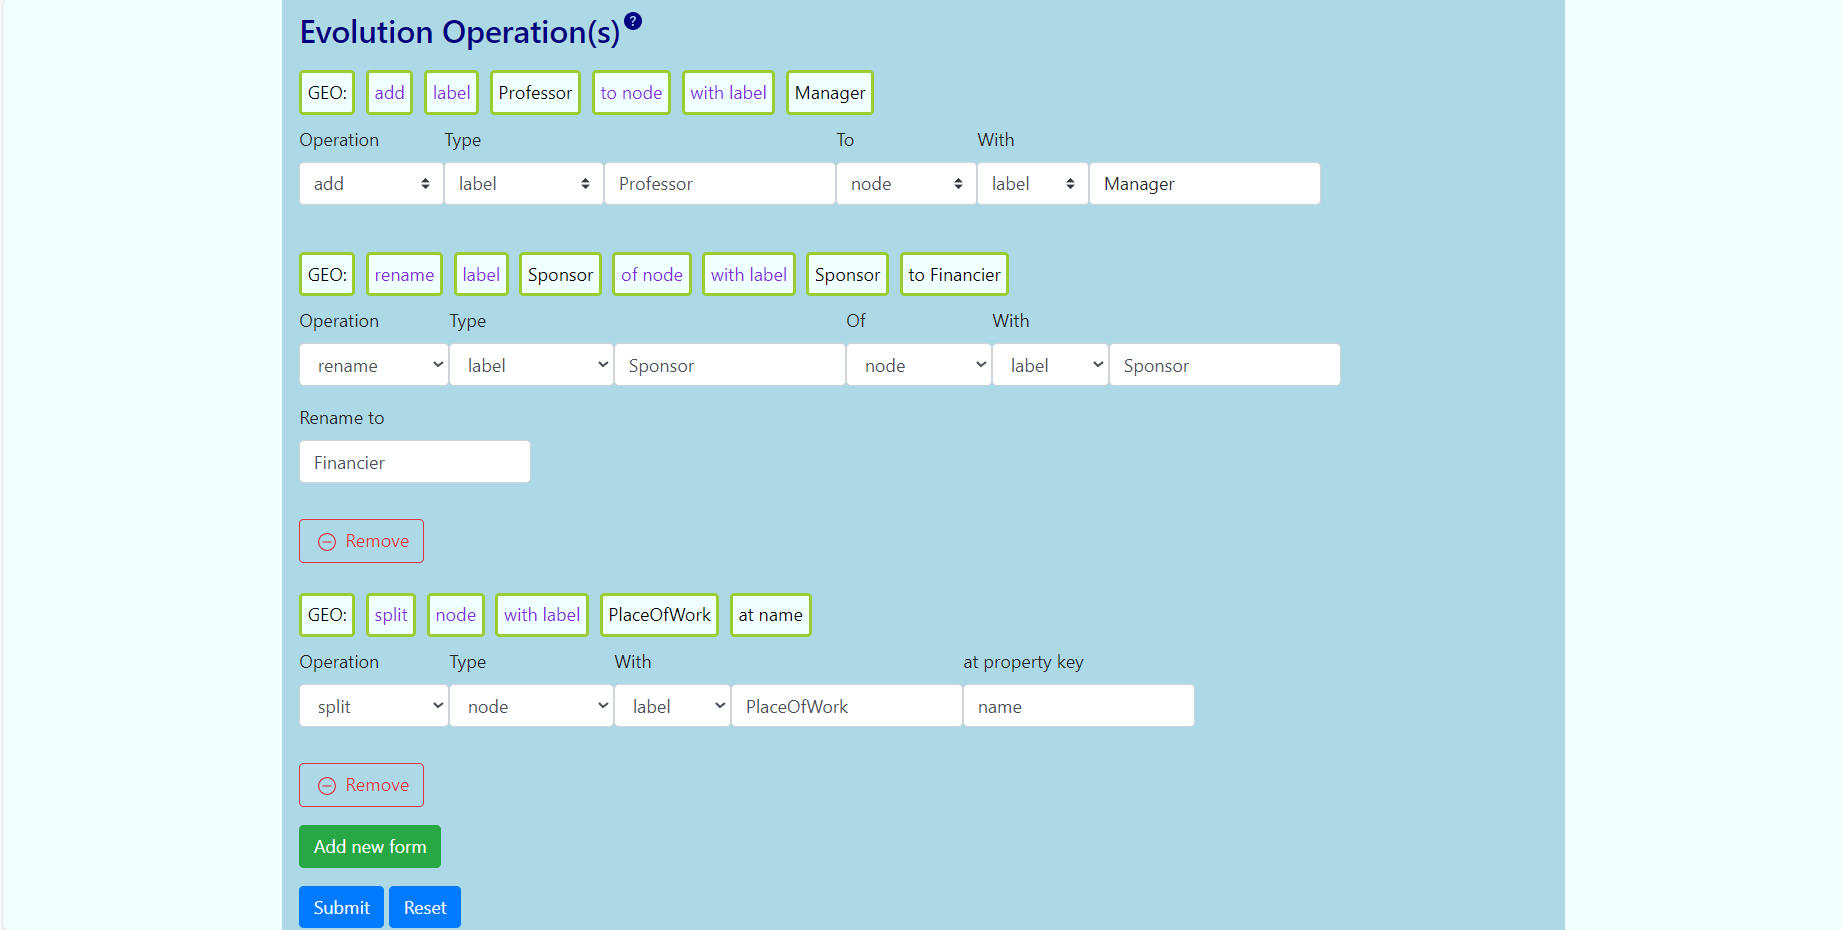 Evolution Operation(s) ?
GEO: add label Professor to node with label Manager
Operation Type To With
add label Professor node label Manager
GEO: rename label Sponsor of node with label Sponsor to Financier
Operation Type Of With
rename label Sponsor node label Sponsor
Rename to
Financier
Remove
GEO: split node with label PlaceOfWork at name
Operation Type With at property key
split node label PlaceOfWork name
Remove
Add new form
Submit Reset